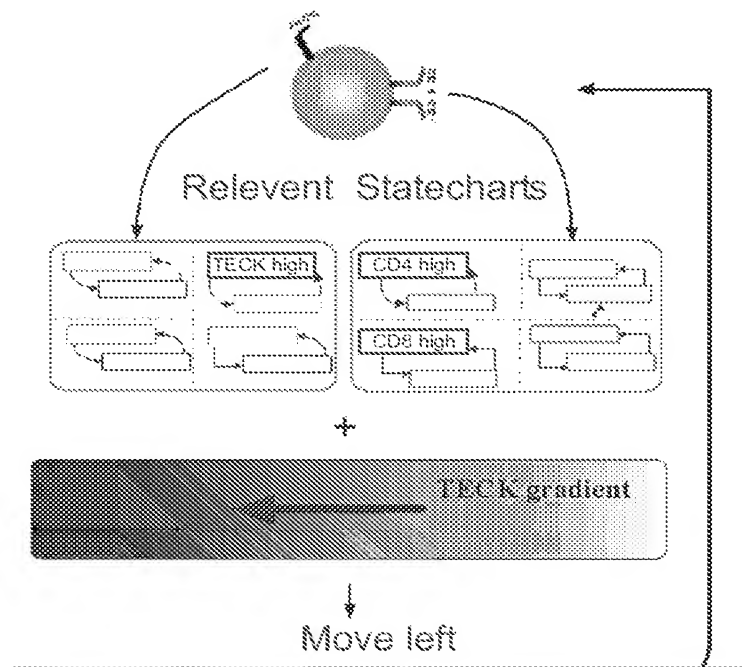 Relevent Statecharts
TECK high
CD4 high
CD8 high
+
TECK gradient
Move left